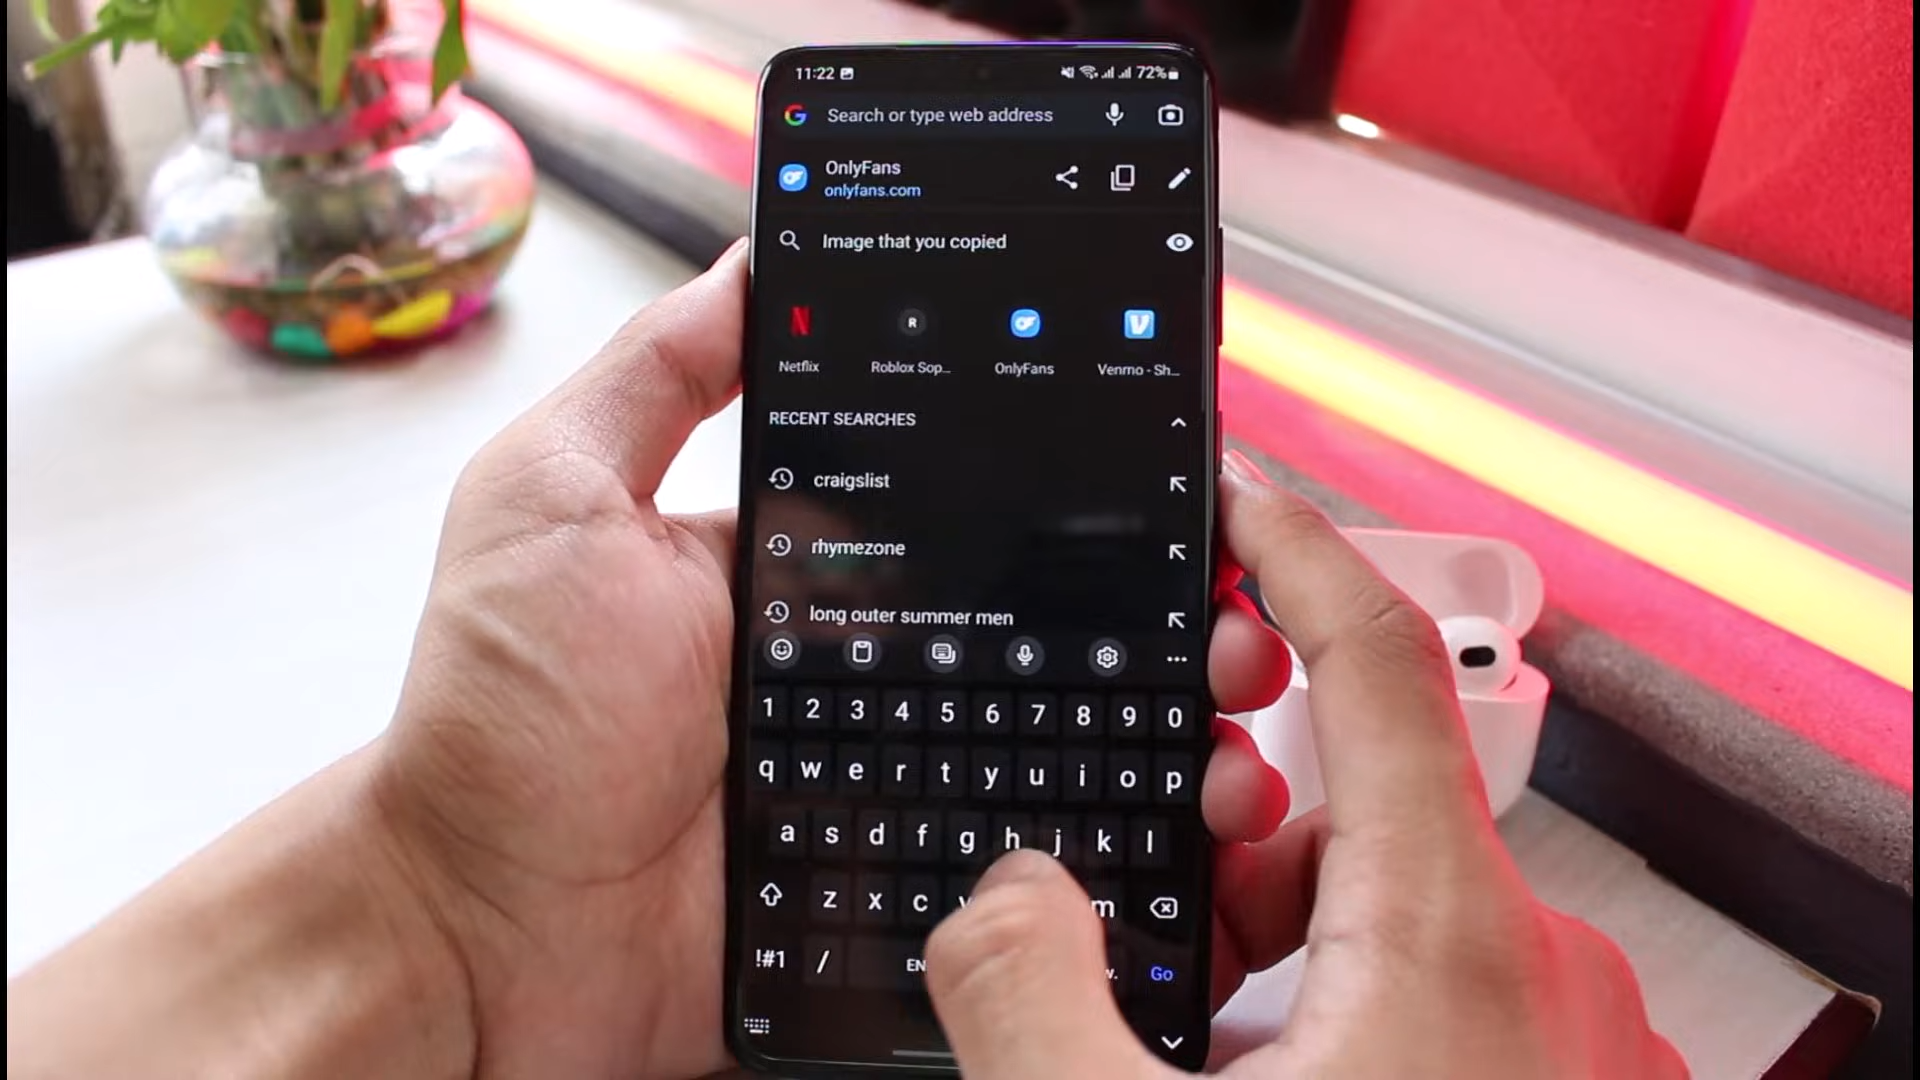 11:22 72%
Search or type web address
OnlyFans
onlyfans.com
Image that you copied
Netflix
Roblox Sop...
OnlyFans
Venmo - Sh...
RECENT SEARCHES
craigslist
rhymezone
long outer summer men
1 2 3 4 5 6 7 8 9 0
q w e r t y u i o p
a s d f g h j k l
z x c v m
!#1 / EN w. Go